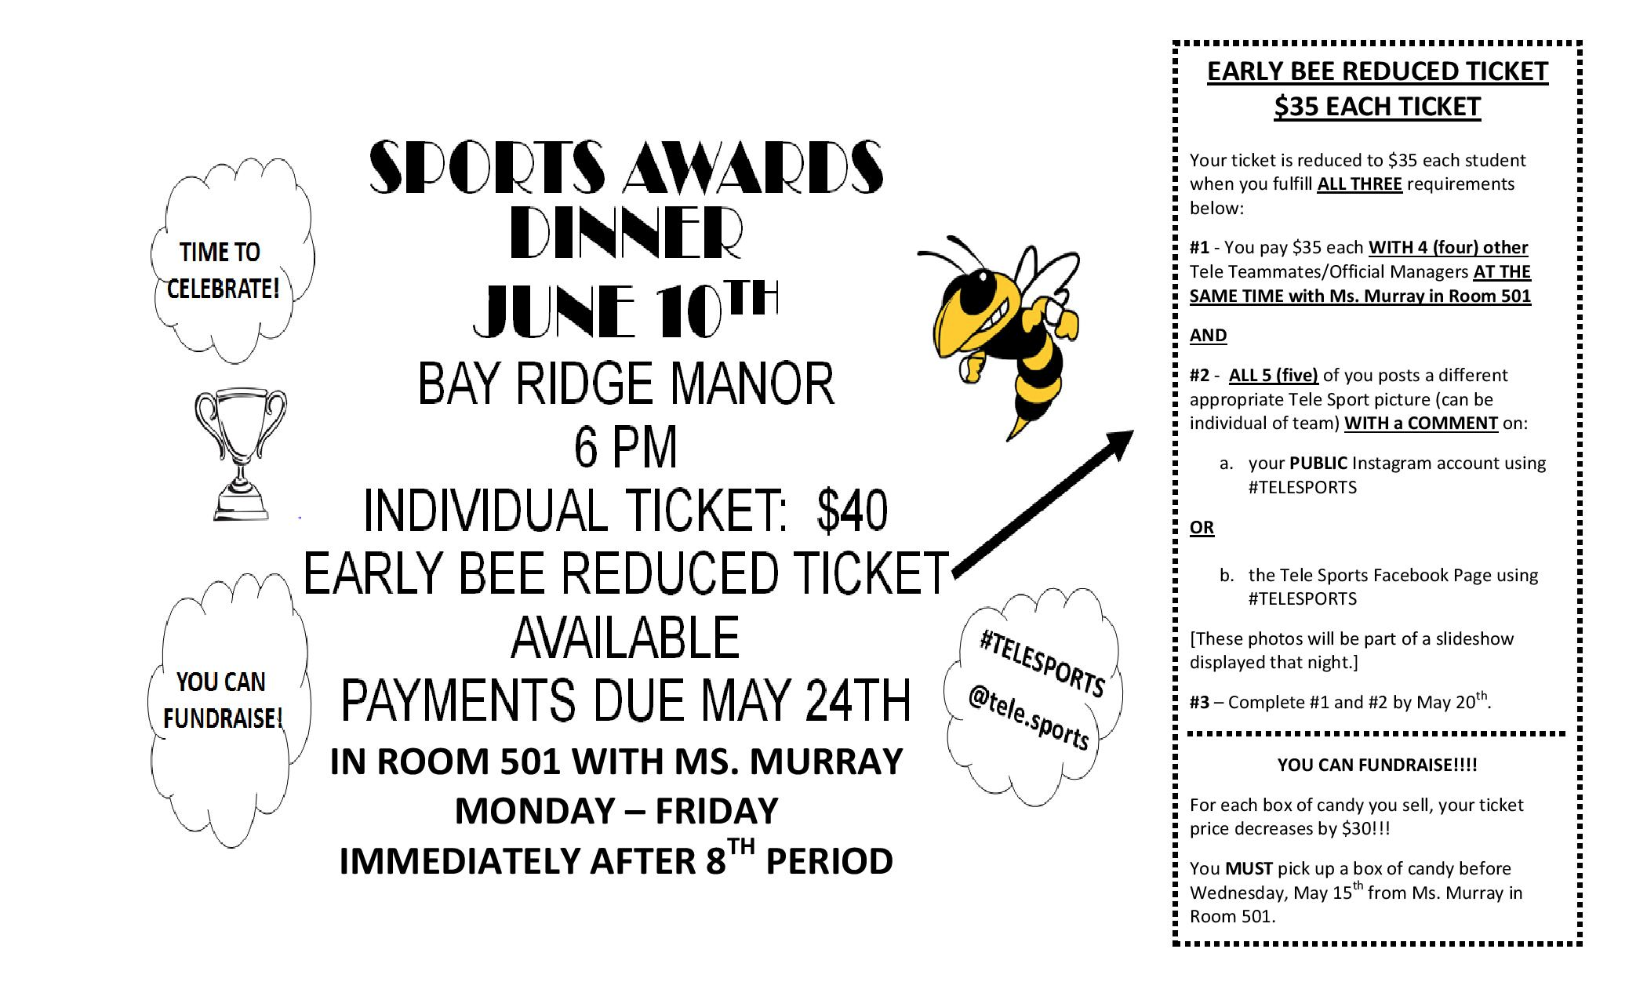 TIME TO
CELEBRATE!
SPORTS AWARDS
DINNER
JUNE 10TH
BAY RIDGE MANOR
6 PM
INDIVIDUAL TICKET: $40
EARLY BEE REDUCED TICKET
AVAILABLE
PAYMENTS DUE MAY 24TH
IN ROOM 501 WITH MS. MURRAY
MONDAY – FRIDAY
IMMEDIATELY AFTER 8TH PERIOD
YOU CAN
FUNDRAISE!
#TELESPORTS
@tele.sports
EARLY BEE REDUCED TICKET
$35 EACH TICKET
Your ticket is reduced to $35 each student
when you fulfill ALL THREE requirements
below:
#1 - You pay $35 each WITH 4 (four) other
Tele Teammates/Official Managers AT THE
SAME TIME with Ms. Murray in Room 501
AND
#2 - ALL 5 (five) of you posts a different
appropriate Tele Sport picture (can be
individual of team) WITH a COMMENT on:
a. your PUBLIC Instagram account using
#TELESPORTS
OR
b. the Tele Sports Facebook Page using
#TELESPORTS
[These photos will be part of a slideshow
displayed that night.]
#3 – Complete #1 and #2 by May 20th.
YOU CAN FUNDRAISE!!!!
For each box of candy you sell, your ticket
price decreases by $30!!!
You MUST pick up a box of candy before
Wednesday, May 15th from Ms. Murray in
Room 501.